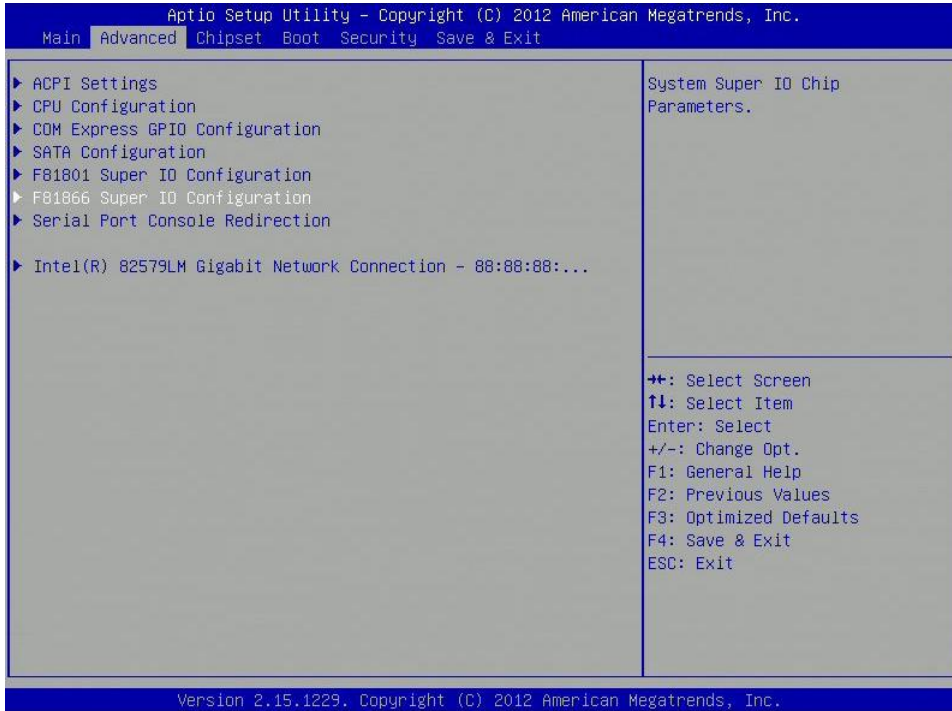 Aptio Setup Utility – Copyright (C) 2012 American Megatrends, Inc.
Main Advanced Chipset Boot Security Save & Exit
▶ ACPI Settings
▶ CPU Configuration
▶ COM Express GPIO Configuration
▶ SATA Configuration
▶ F81801 Super IO Configuration
▶ F81866 Super IO Configuration
▶ Serial Port Console Redirection
▶ Intel(R) 82579LM Gigabit Network Connection – 88:88:88:...
System Super IO Chip
Parameters.
→←: Select Screen
↑↓: Select Item
Enter: Select
+/-: Change Opt.
F1: General Help
F2: Previous Values
F3: Optimized Defaults
F4: Save & Exit
ESC: Exit
Version 2.15.1229. Copyright (C) 2012 American Megatrends, Inc.